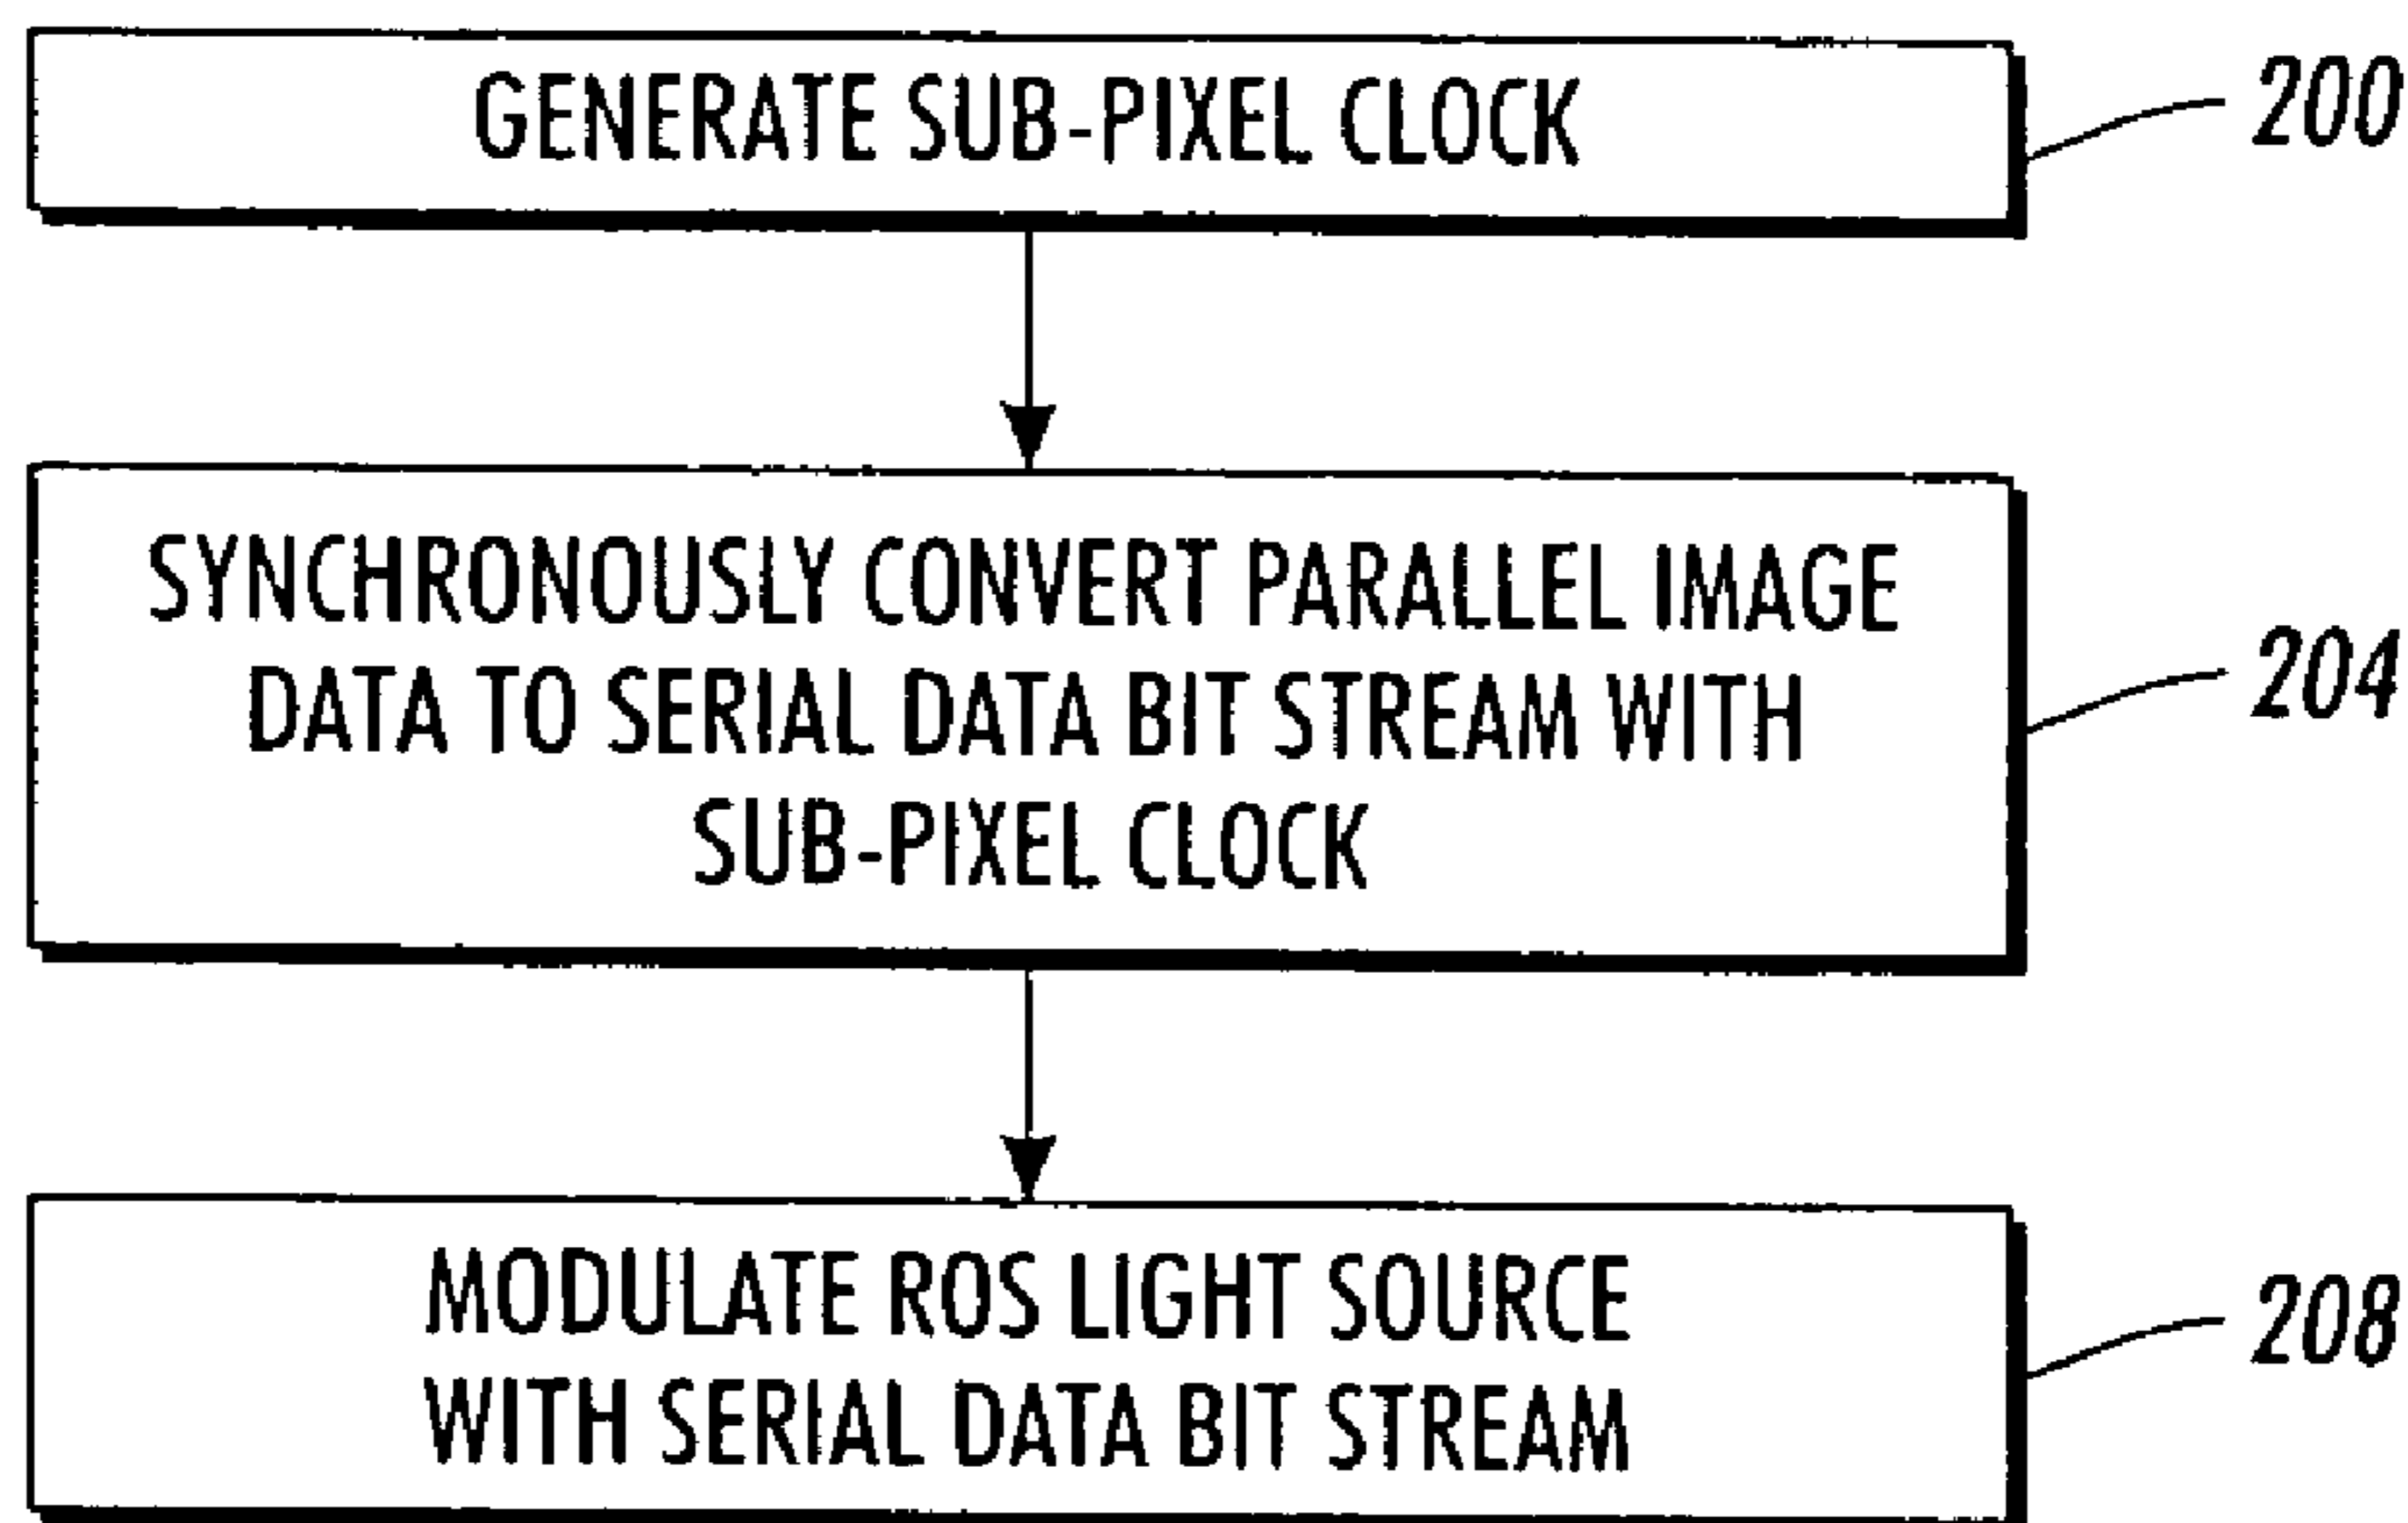 GENERATE SUB-PIXEL CLOCK
200
SYNCHRONOUSLY CONVERT PARALLEL IMAGE
DATA TO SERIAL DATA BIT STREAM WITH
SUB-PIXEL CLOCK
204
MODULATE ROS LIGHT SOURCE
WITH SERIAL DATA BIT STREAM
208